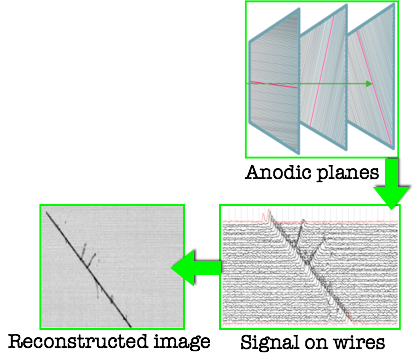 Anodic planes
Reconstructed image
Signal on wires